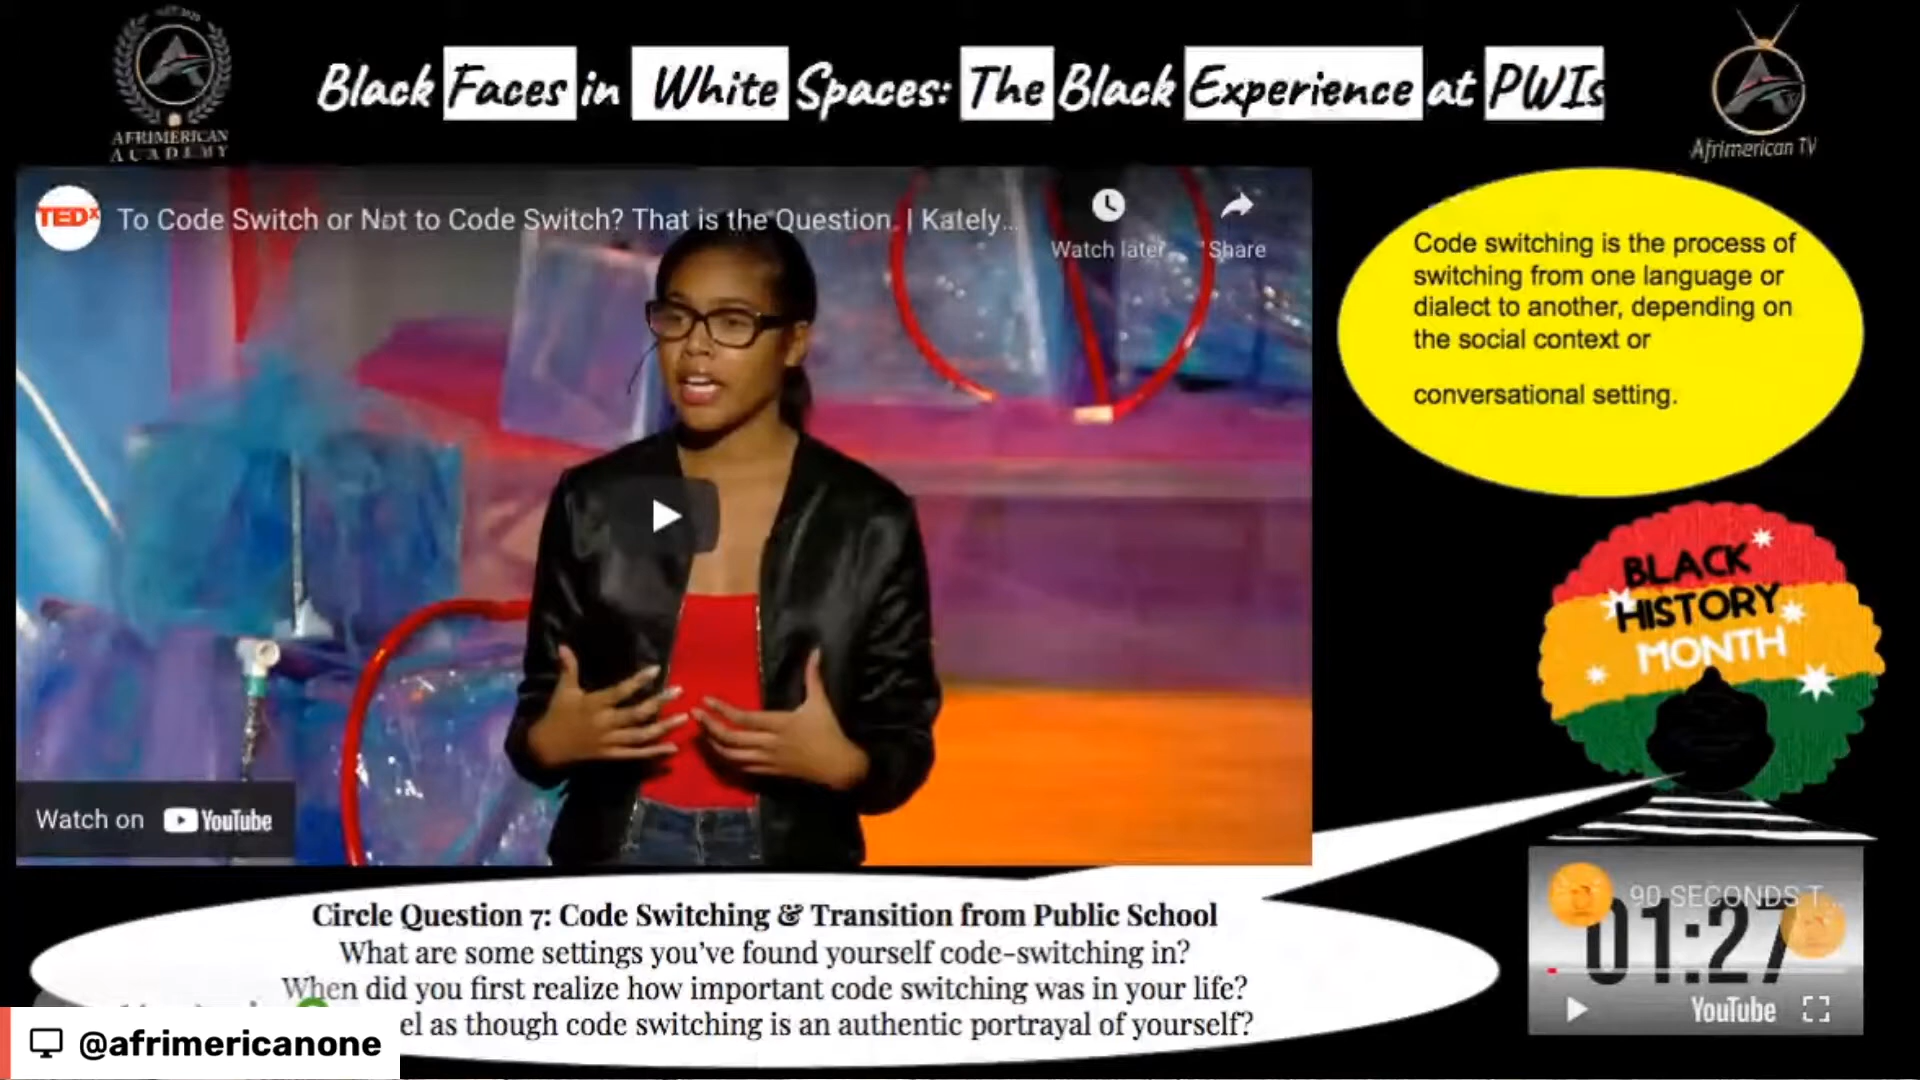 AFRIMERICAN
ACADEMY
Black Faces in White Spaces: The Black Experience at PWIs
Afrimerican TV
TEDx
To Code Switch or Not to Code Switch? That is the Question. | Kately...
Watch later
Share
Code switching is the process of
switching from one language or
dialect to another, depending on
the social context or
conversational setting.
BLACK
HISTORY
MONTH
Watch on YouTube
Circle Question 7: Code Switching & Transition from Public School
What are some settings you've found yourself code-switching in?
When did you first realize how important code switching was in your life?
el as though code switching is an authentic portrayal of yourself?
90 SECONDS T...
01:27
YouTube
@afrimericanone